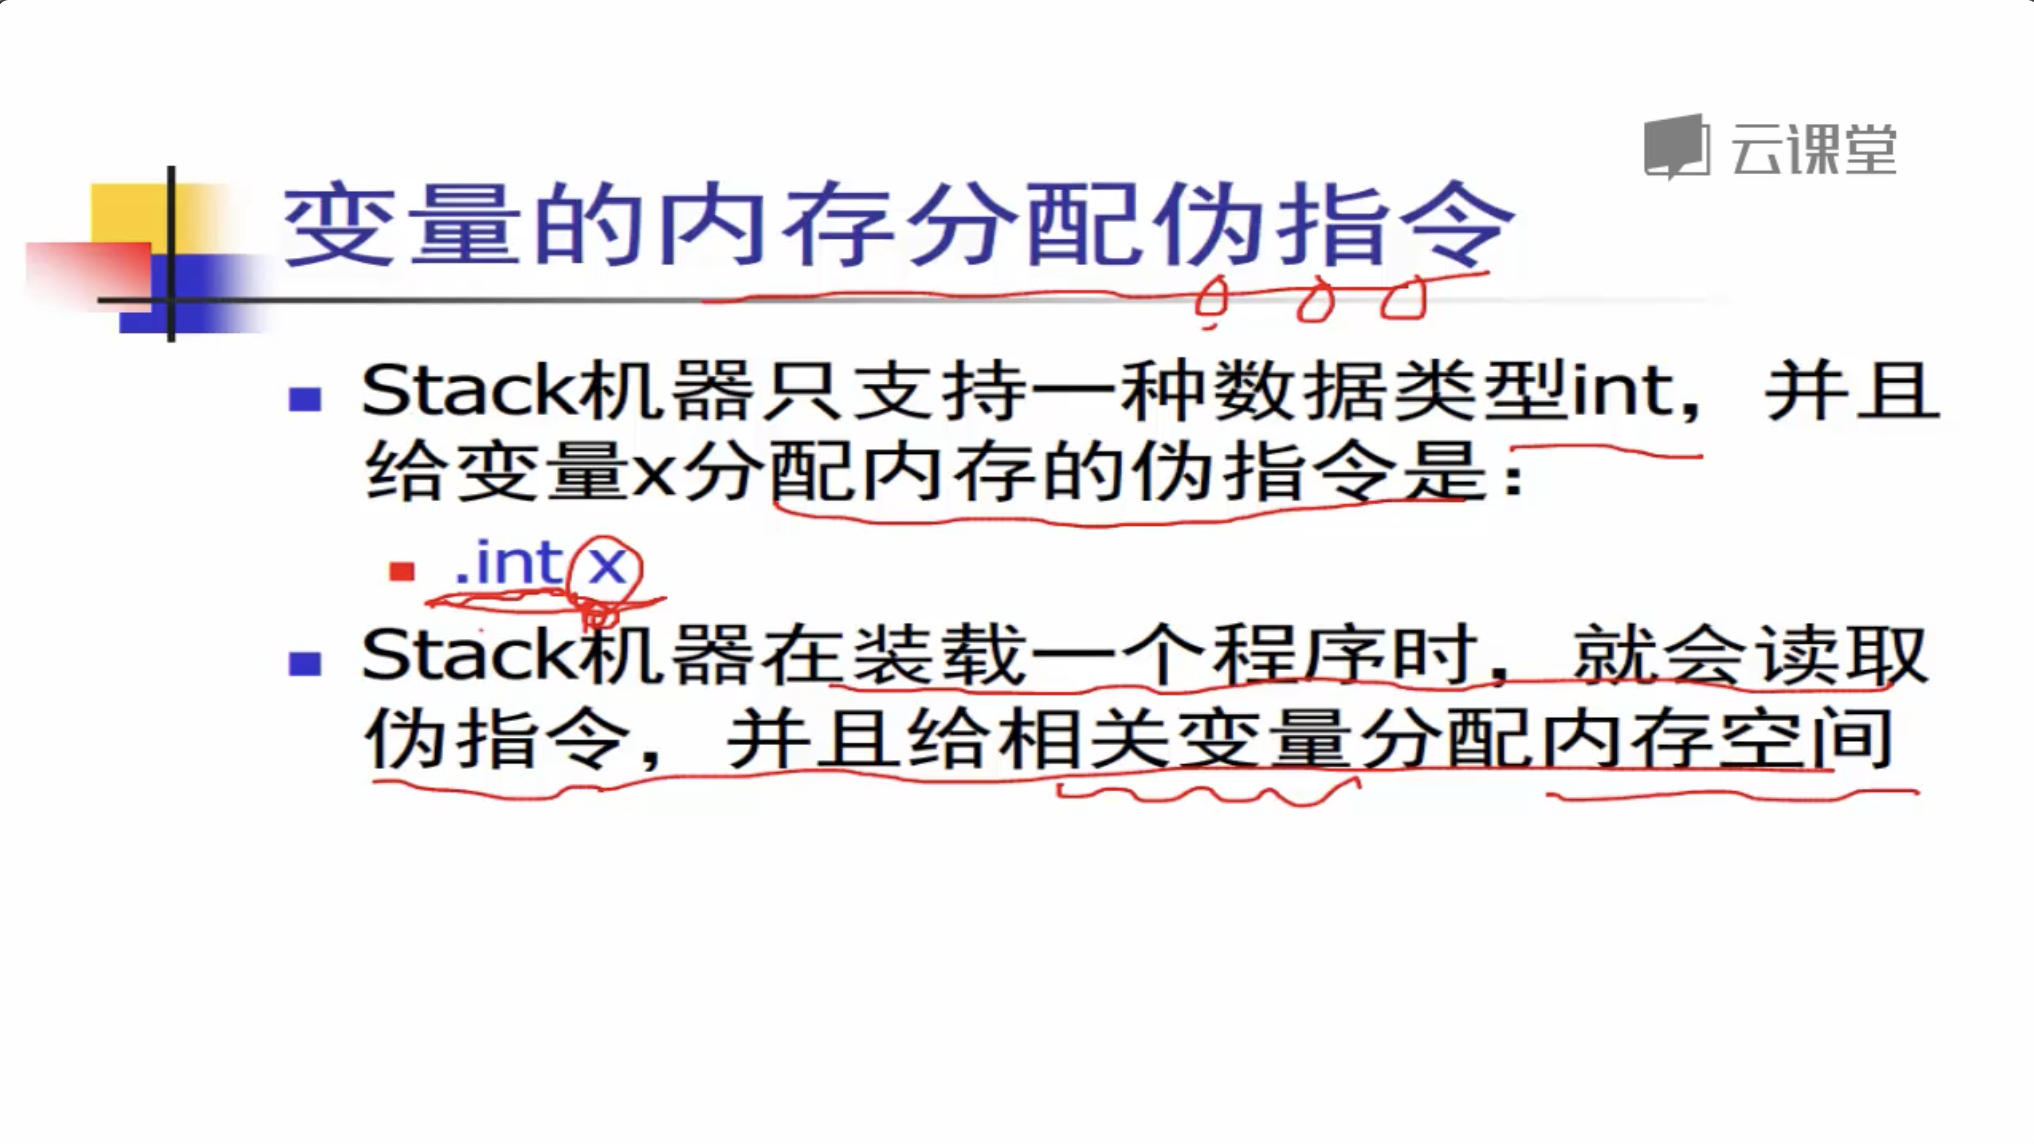 云课堂
变量的内存分配伪指令
Stack机器只支持一种数据类型int，并且
给变量x分配内存的伪指令是：
.int x
Stack机器在装载一个程序时，就会读取
伪指令，并且给相关变量分配内存空间